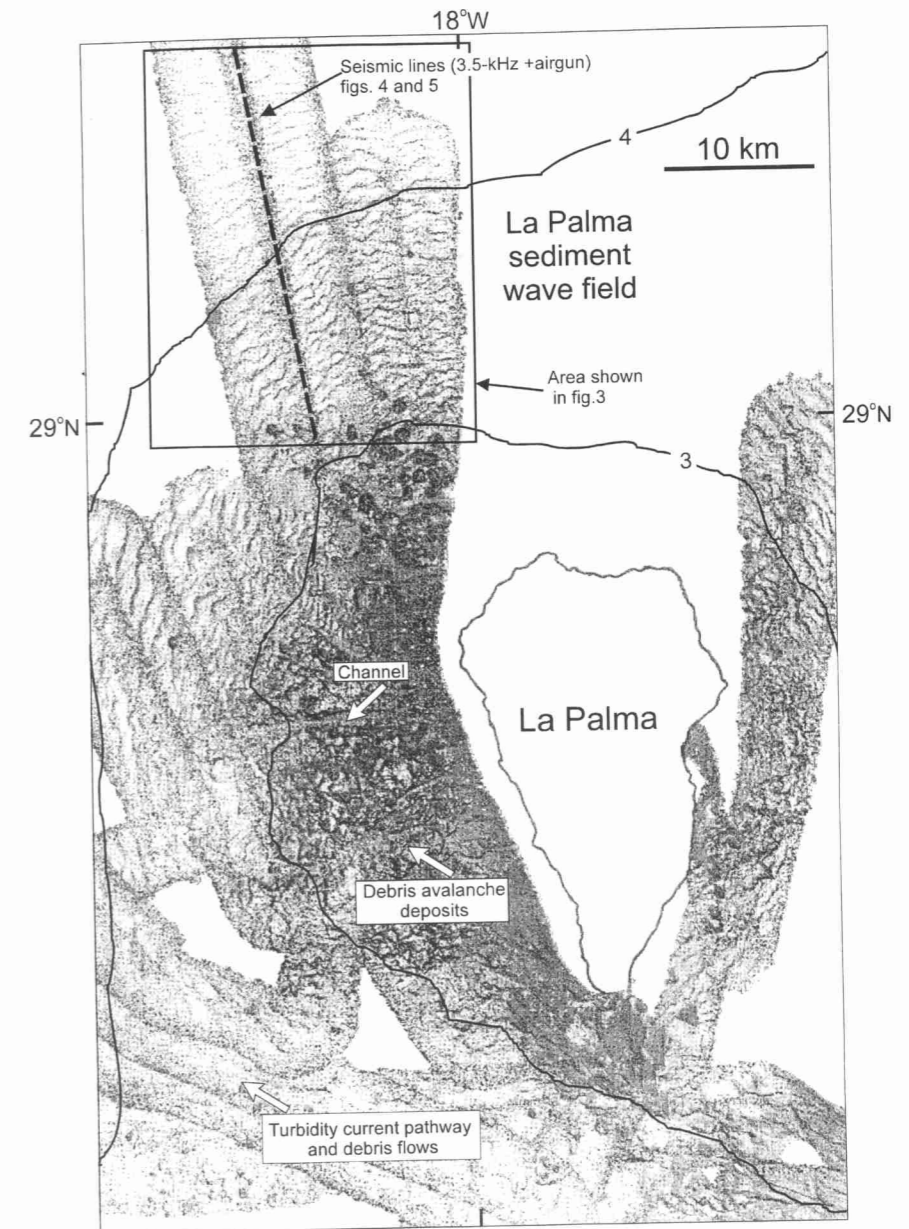 18°W
Seismic lines (3.5-kHz +airgun)
figs. 4 and 5
4
10 km
La Palma
sediment
wave field
Area shown
in fig.3
29°N
29°N
3
Channel
La Palma
Debris avalanche
deposits
Turbidity current pathway
and debris flows